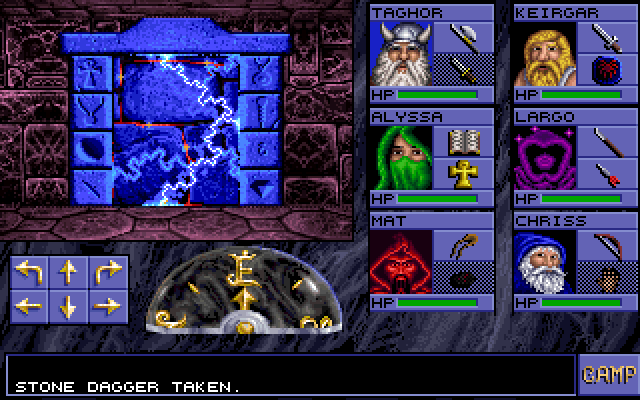 TAGHOR
KEIRGAR
HP
HP
ALYSSA
LARGO
HP
HP
MAT
CHRISS
HP
HP
E
STONE DAGGER TAKEN.
CAMP